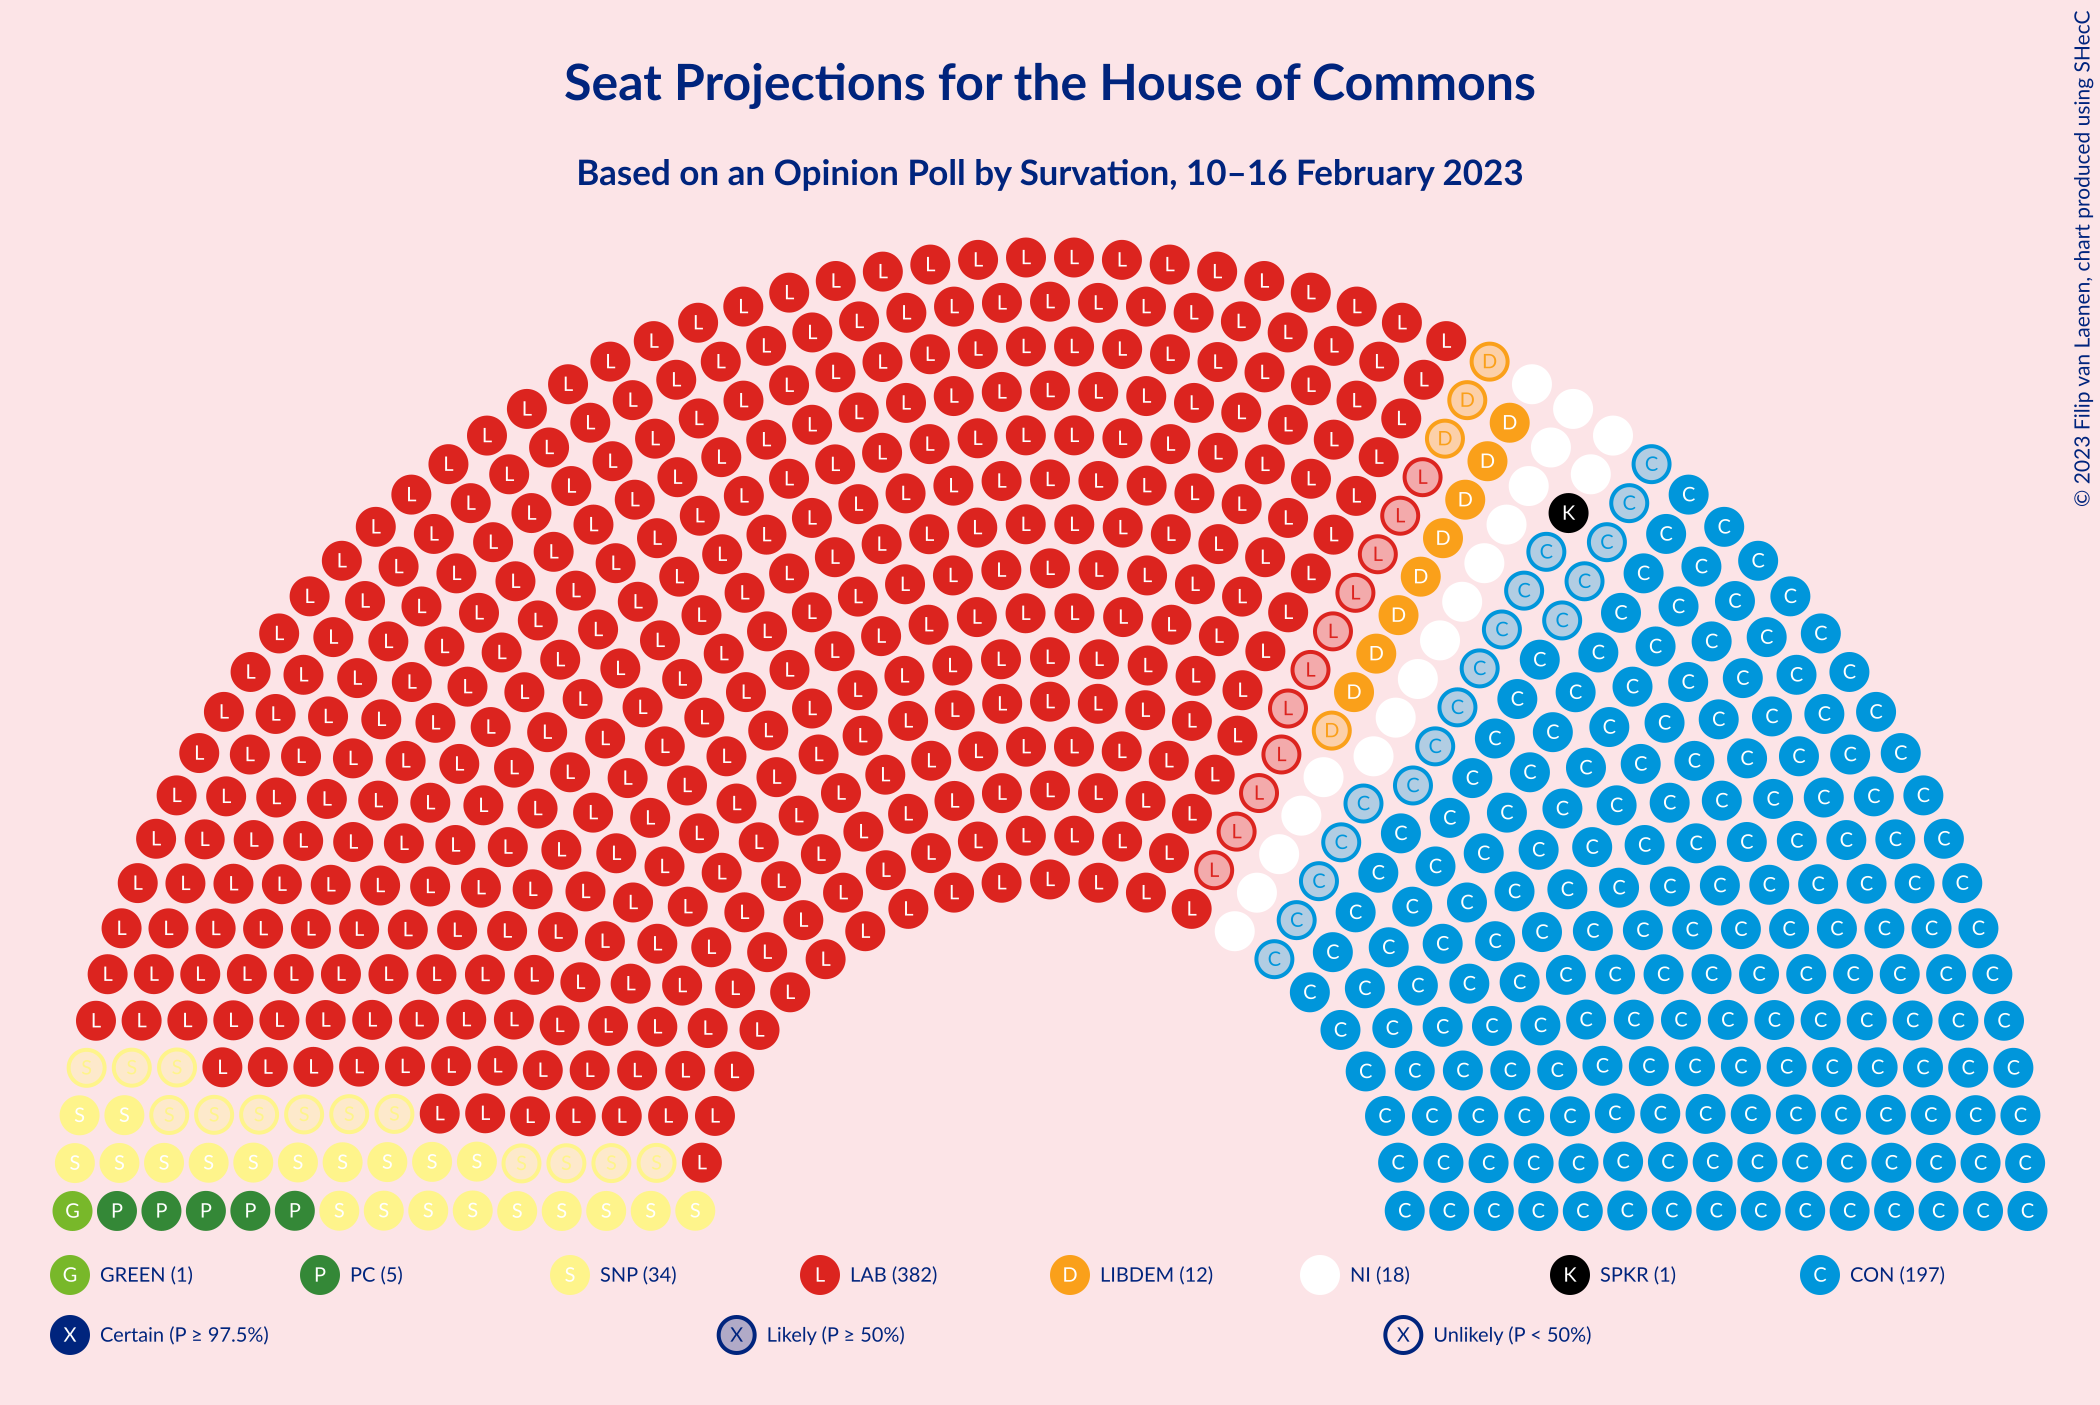 Seat Projections for the House of Commons
Based on an Opinion Poll by Survation, 10–16 February 2023
© 2023 Filip van Laenen, chart produced using SHecC
G GREEN (1)
P PC (5)
S SNP (34)
L LAB (382)
D LIBDEM (12)
NI (18)
K SPKR (1)
C CON (197)
X Certain (P ≥ 97.5%)
X Likely (P ≥ 50%)
X Unlikely (P < 50%)